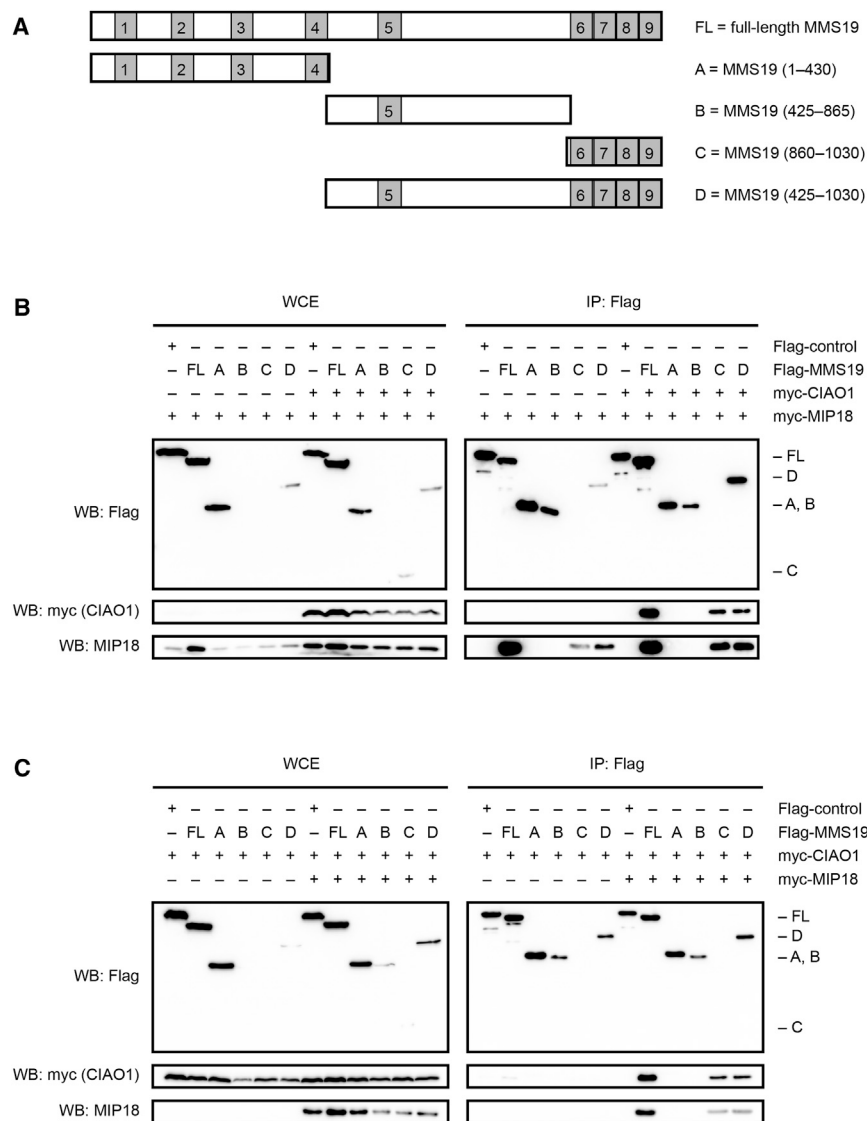 A
1 2 3 4 5 6 7 8 9 FL = full-length MMS19
1 2 3 4 A = MMS19 (1–430)
5 B = MMS19 (425–865)
6 7 8 9 C = MMS19 (860–1030)
5 6 7 8 9 D = MMS19 (425–1030)
B
WCE IP: Flag
+ – – – – – + – – – – – + – – – – – + – – – – – Flag-control
– FL A B C D – FL A B C D – FL A B C D – FL A B C D Flag-MMS19
– – – – – – + + + + + + – – – – – – + + + + + + myc-CIAO1
+ + + + + + + + + + + + + + + + + + + + + + + + myc-MIP18
– FL
– D
WB: Flag – A, B
– C
WB: myc (CIAO1)
WB: MIP18
C
WCE IP: Flag
+ – – – – – + – – – – – + – – – – – + – – – – – Flag-control
– FL A B C D – FL A B C D – FL A B C D – FL A B C D Flag-MMS19
+ + + + + + + + + + + + + + + + + + + + + + + + myc-CIAO1
– – – – – – + + + + + + – – – – – – + + + + + + myc-MIP18
– FL
– D
WB: Flag – A, B
– C
WB: myc (CIAO1)
WB: MIP18